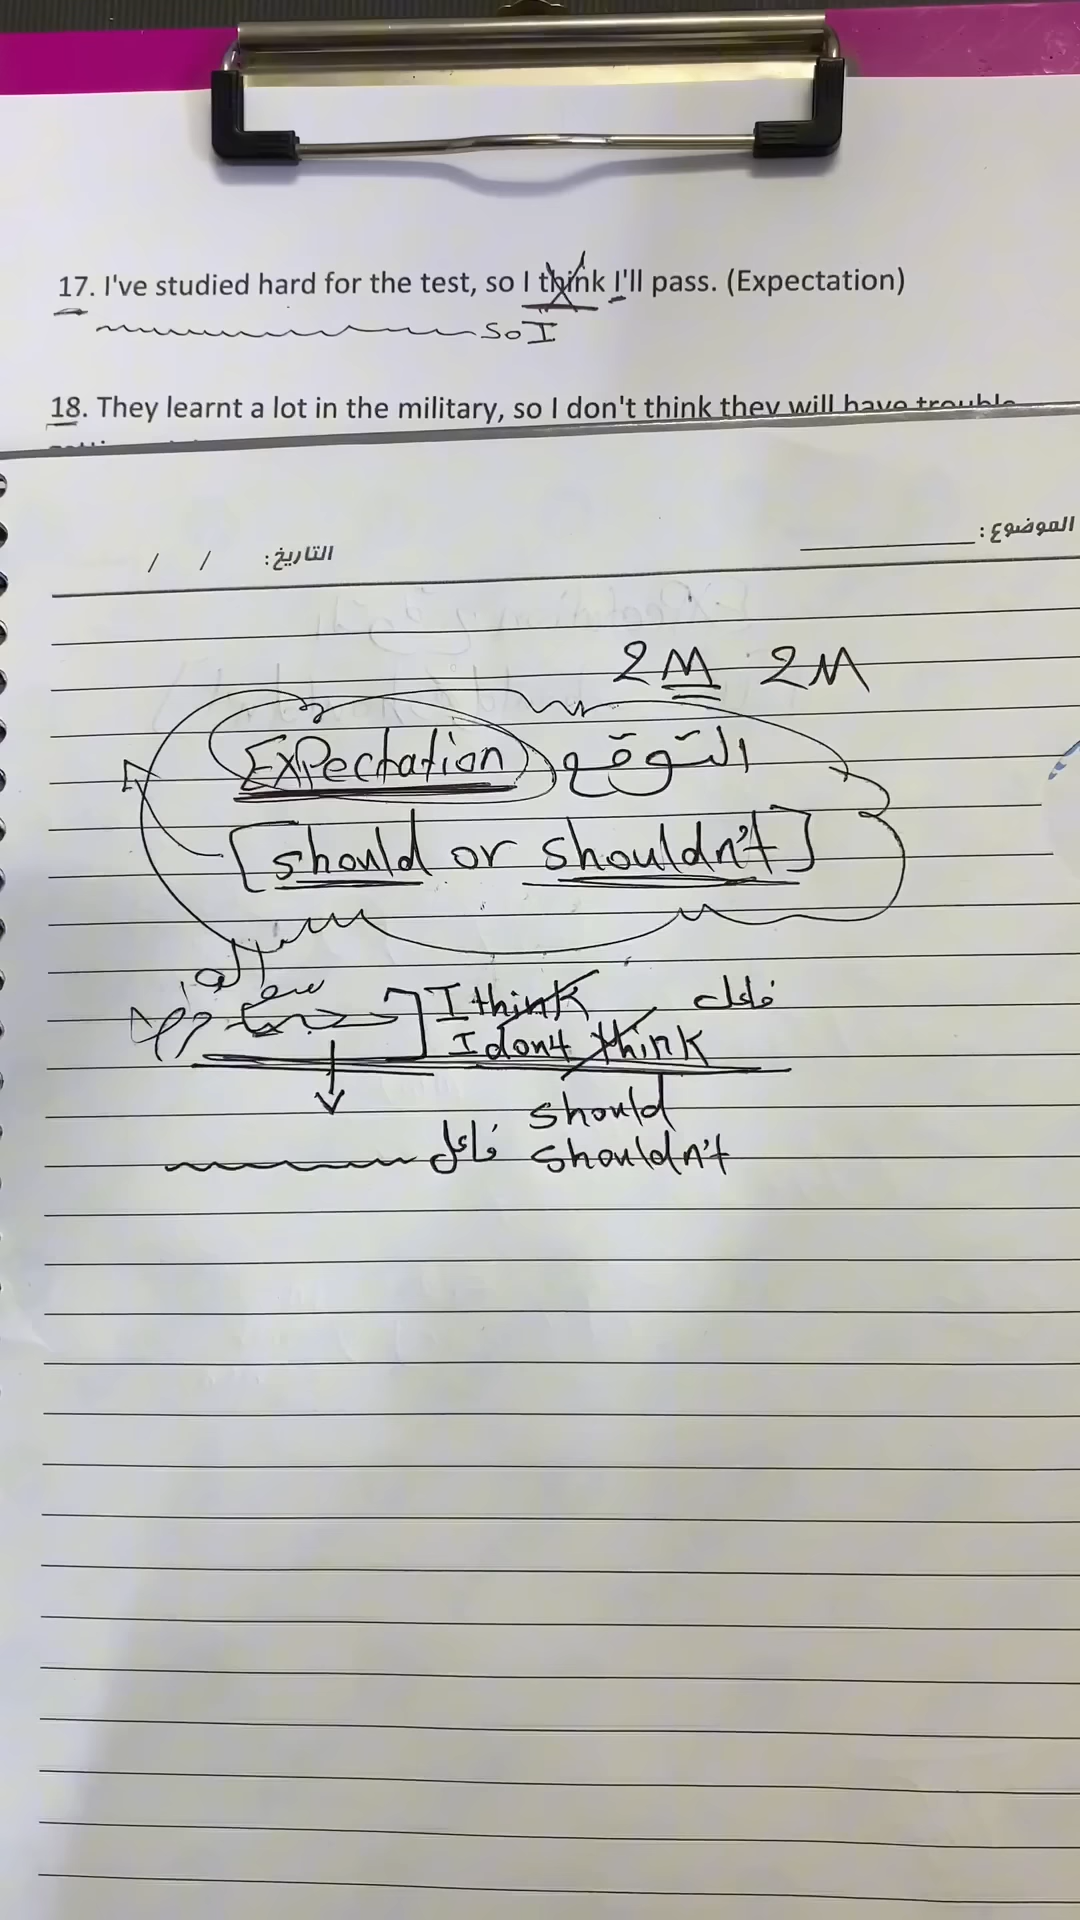 17. I've studied hard for the test, so I think I'll pass. (Expectation)
So I
18. They learnt a lot in the military, so I don't think they will have trouble
الموضوع:
التاريخ: / /
2M 2M
Expectation التوقع
[should or shouldn't]
I think فاعل
I don't think
should
فاعل shouldn't